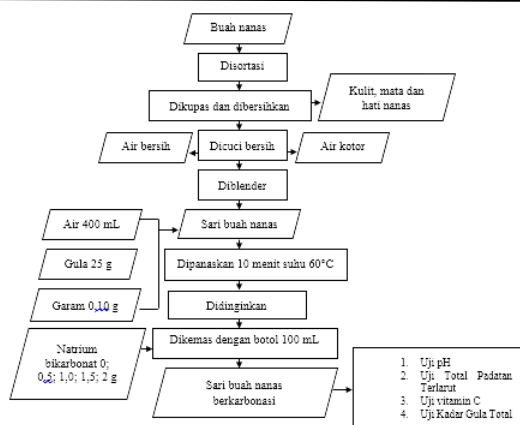 Buah nanas
Disortasi
Dikupas dan dibersihkan
Kulit, mata dan
hati nanas
Air bersih
Dicuci bersih
Air kotor
Diblender
Air 400 mL
Sari buah nanas
Gula 25 g
Dipanaskan 10 menit suhu 60°C
Garam 0,10 g
Didinginkan
Natrium
bikarbonat 0;
0,5; 1,0; 1,5; 2 g
Dikemas dengan botol 100 mL
Sari buah nanas
berkarbonasi
1. Uji pH
2. Uji Total Padatan
Terlarut
3. Uji vitamin C
4. Uji Kadar Gula Total